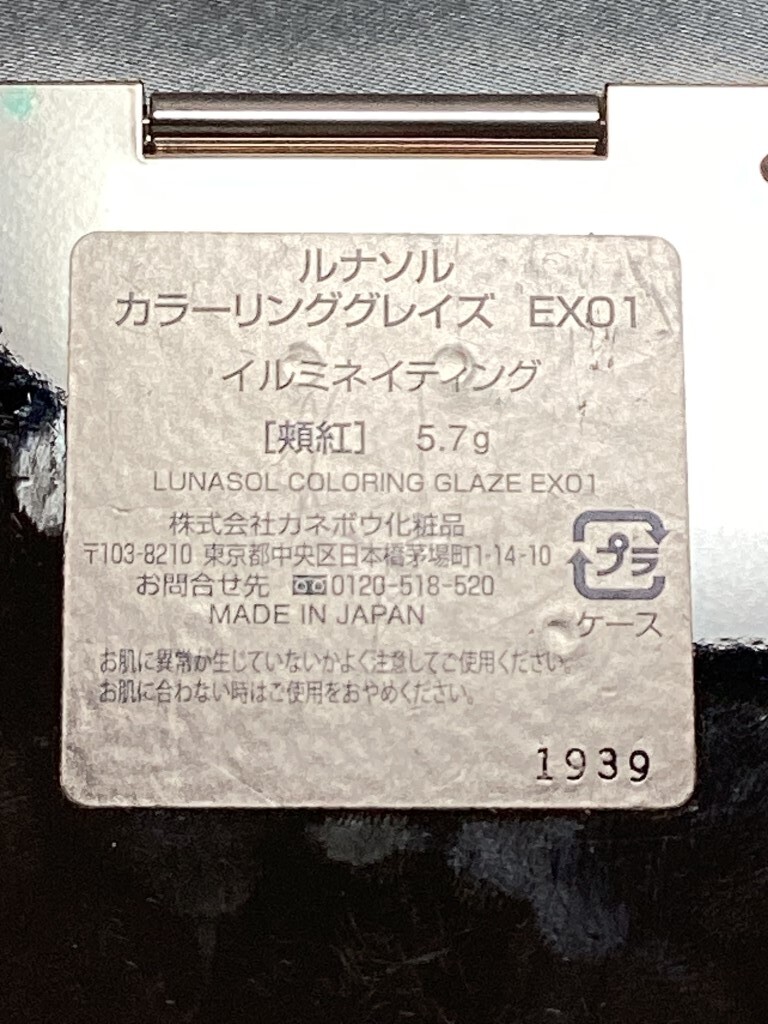 ルナソル
カラーリンググレイズ EX01
イルミネイティング
[頬紅] 5.7g
LUNASOL COLORING GLAZE EX01
株式会社カネボウ化粧品
〒103-8210 東京都中央区日本橋茅場町1-14-10
お問合せ先 0120-518-520
MADE IN JAPAN
プラ
ケース
お肌に異常が生じていないかよく注意してご使用ください。
お肌に合わない時はご使用をおやめください。
1939